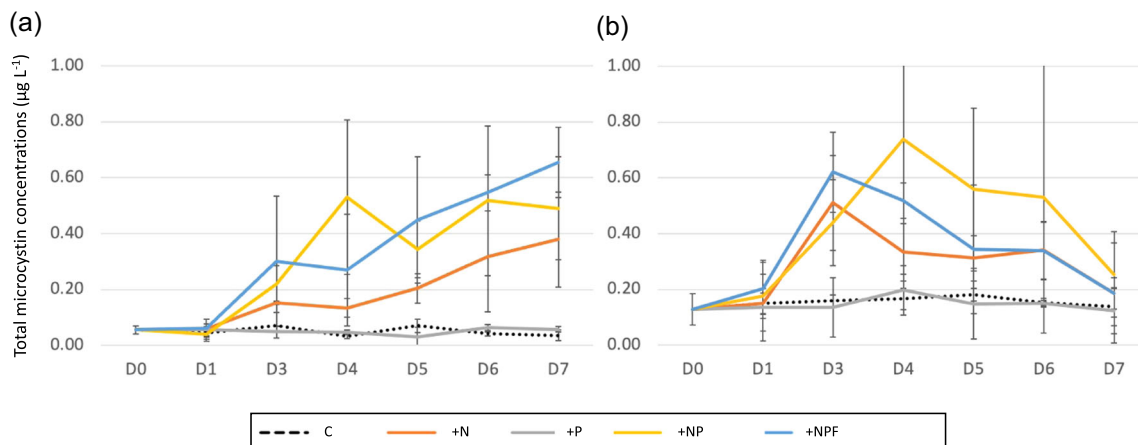 (a)
(b)
Total microcystin concentrations (µg L-1)
1.00
0.80
0.60
0.40
0.20
0.00
D0 D1 D3 D4 D5 D6 D7
1.00
0.80
0.60
0.40
0.20
0.00
D0 D1 D3 D4 D5 D6 D7
C +N +P +NP +NPF